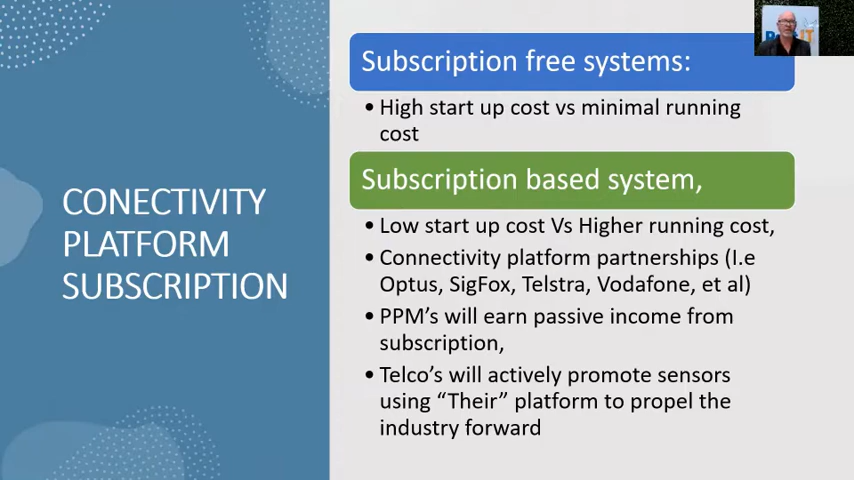 CONECTIVITY
PLATFORM
SUBSCRIPTION
Subscription free systems:
• High start up cost vs minimal running
cost
Subscription based system,
• Low start up cost Vs Higher running cost,
• Connectivity platform partnerships (I.e
Optus, SigFox, Telstra, Vodafone, et al)
• PPM’s will earn passive income from
subscription,
• Telco’s will actively promote sensors
using “Their” platform to propel the
industry forward